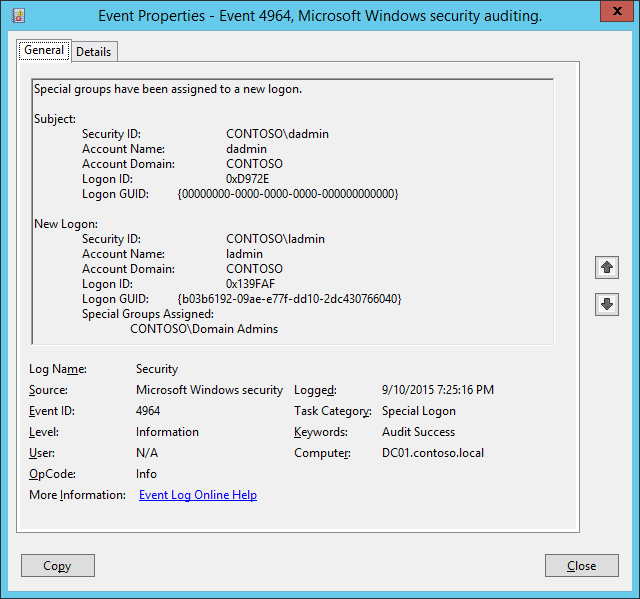 Event Properties - Event 4964, Microsoft Windows security auditing.
x
General Details
Special groups have been assigned to a new logon.
Subject:
Security ID: CONTOSO\dadmin
Account Name: dadmin
Account Domain: CONTOSO
Logon ID: 0xD972E
Logon GUID: {00000000-0000-0000-0000-000000000000}
New Logon:
Security ID: CONTOSO\ladmin
Account Name: ladmin
Account Domain: CONTOSO
Logon ID: 0x139FAF
Logon GUID: {b03b6192-09ae-e77f-dd10-2dc430766040}
Special Groups Assigned:
CONTOSO\Domain Admins
Log Name: Security
Source: Microsoft Windows security Logged: 9/10/2015 7:25:16 PM
Event ID: 4964 Task Category: Special Logon
Level: Information Keywords: Audit Success
User: N/A Computer: DC01.contoso.local
OpCode: Info
More Information: Event Log Online Help
Copy Close